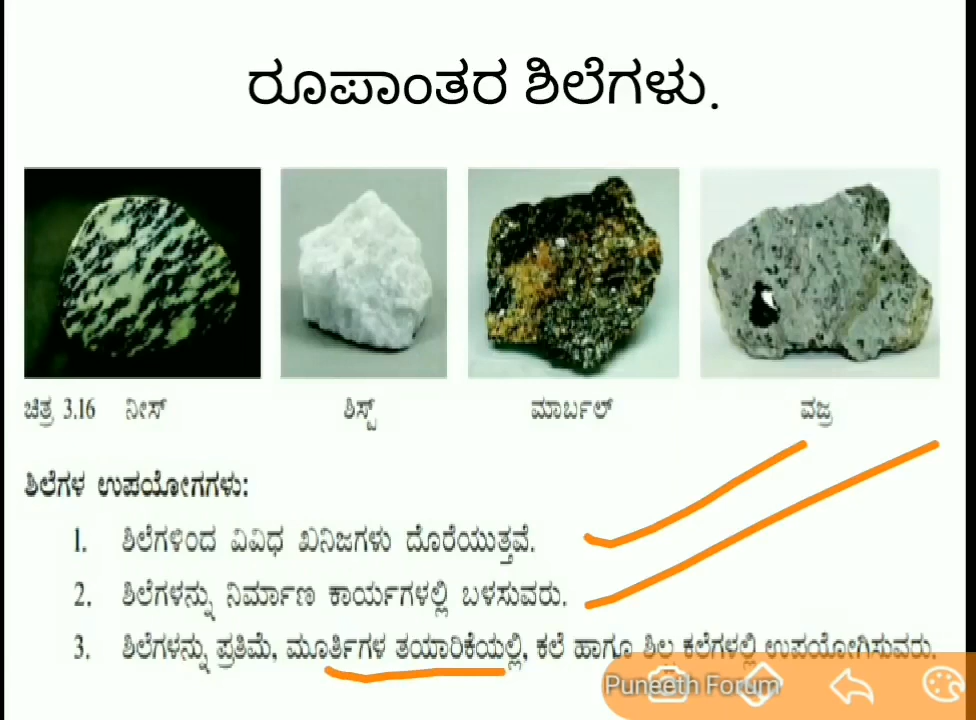 ರೂಪಾಂತರ ಶಿಲೆಗಳು.
ಚಿತ್ರ 3.16 ನೀಸ್ ಶಿಸ್ಟ್ ಮಾರ್ಬಲ್ ವಜ್ರ
ಶಿಲೆಗಳ ಉಪಯೋಗಗಳು:
1. ಶಿಲೆಗಳಿಂದ ವಿವಿಧ ಖನಿಜಗಳು ದೊರೆಯುತ್ತವೆ.
2. ಶಿಲೆಗಳನ್ನು ನಿರ್ಮಾಣ ಕಾರ್ಯಗಳಲ್ಲಿ ಬಳಸುವರು.
3. ಶಿಲೆಗಳನ್ನು ಪ್ರತಿಮೆ, ಮೂರ್ತಿಗಳ ತಯಾರಿಕೆಯಲ್ಲಿ, ಕಲೆ ಹಾಗೂ ಶಿಲ್ಪ ಕಲೆಗಳಲ್ಲಿ ಉಪಯೋಗಿಸುವರು.
Puneeth Forum